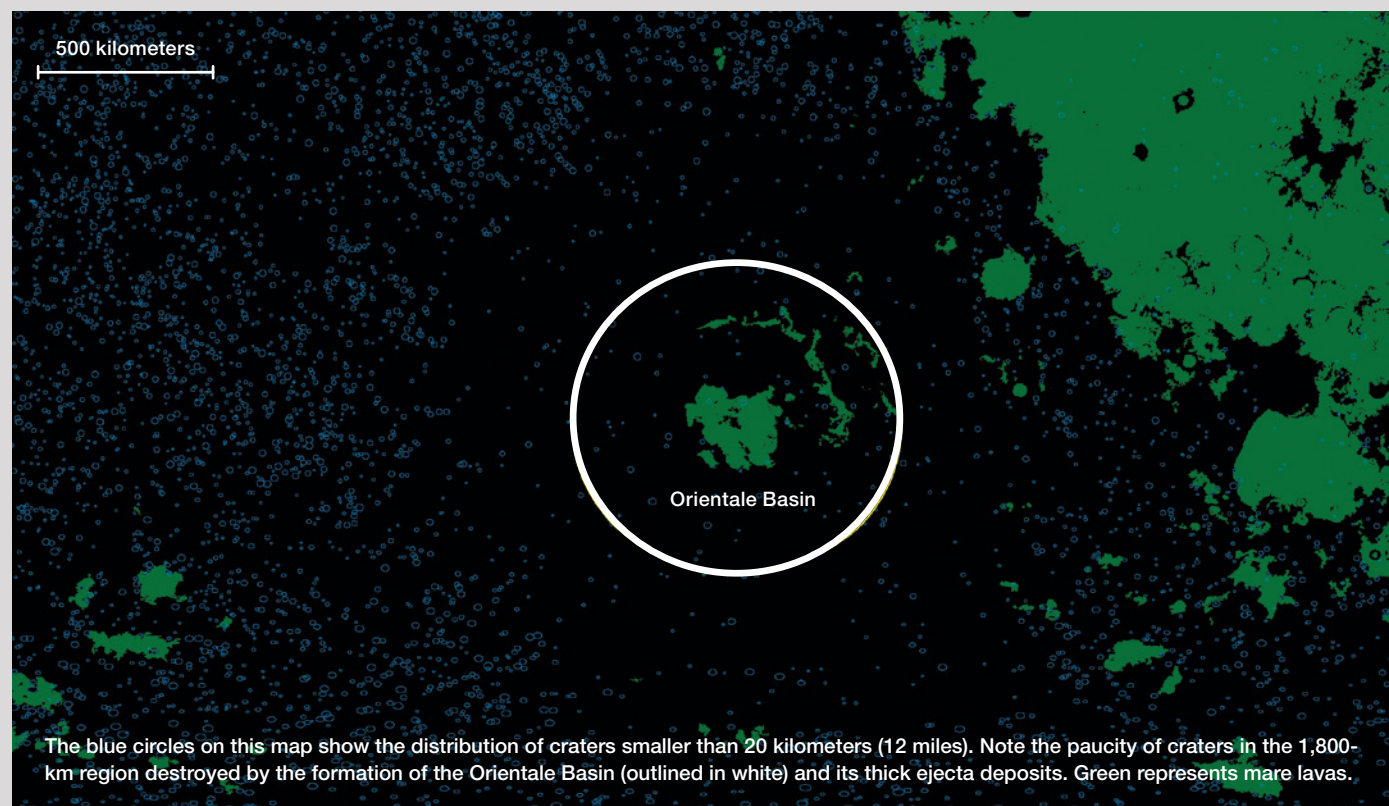 500 kilometers
Orientale Basin
The blue circles on this map show the distribution of craters smaller than 20 kilometers (12 miles). Note the paucity of craters in the 1,800-
km region destroyed by the formation of the Orientale Basin (outlined in white) and its thick ejecta deposits. Green represents mare lavas.